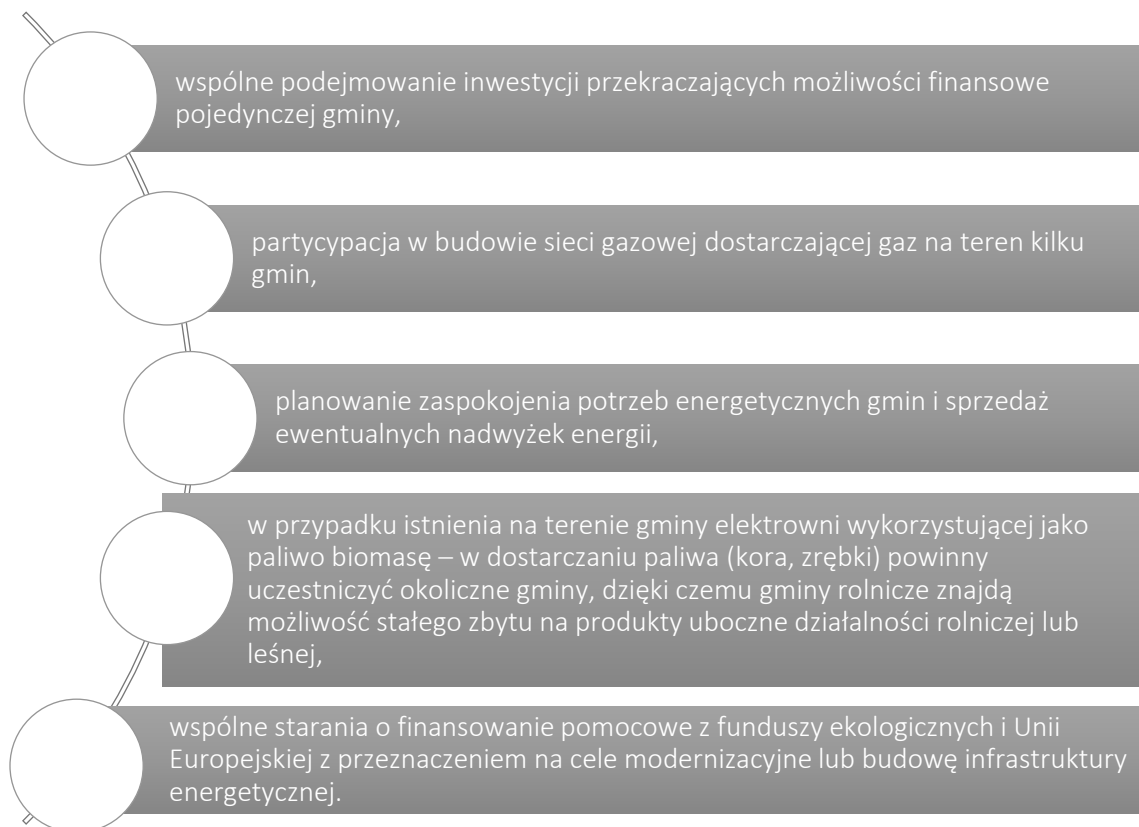 wspólne podejmowanie inwestycji przekraczających możliwości finansowe
pojedynczej gminy,
partycypacja w budowie sieci gazowej dostarczającej gaz na teren kilku
gmin,
planowanie zaspokojenia potrzeb energetycznych gmin i sprzedaż
ewentualnych nadwyżek energii,
w przypadku istnienia na terenie gminy elektrowni wykorzystującej jako
paliwo biomasę – w dostarczaniu paliwa (kora, zrębki) powinny
uczestniczyć okoliczne gminy, dzięki czemu gminy rolnicze znajdą
możliwość stałego zbytu na produkty uboczne działalności rolniczej lub
leśnej,
wspólne starania o finansowanie pomocowe z funduszy ekologicznych i Unii
Europejskiej z przeznaczeniem na cele modernizacyjne lub budowę infrastruktury
energetycznej.